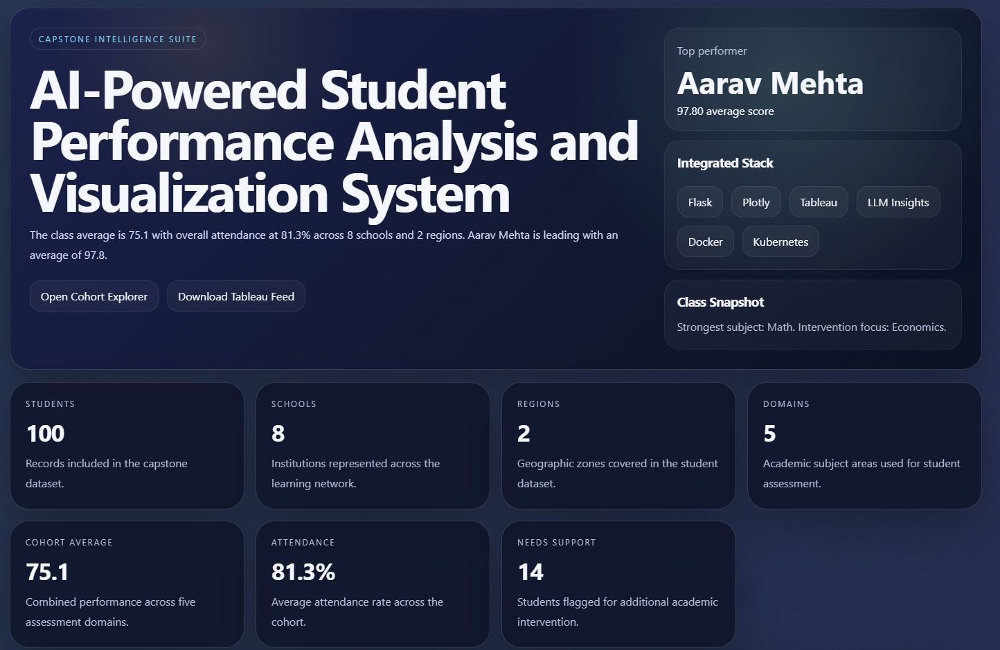 CAPSTONE INTELLIGENCE SUITE
AI-Powered Student
Performance Analysis and
Visualization System
The class average is 75.1 with overall attendance at 81.3% across 8 schools and 2 regions. Aarav Mehta is leading with an
average of 97.8.
Open Cohort Explorer
Download Tableau Feed
Top performer
Aarav Mehta
97.80 average score
Integrated Stack
Flask Plotly Tableau LLM Insights
Docker Kubernetes
Class Snapshot
Strongest subject: Math. Intervention focus: Economics.
STUDENTS
100
Records included in the capstone
dataset.
SCHOOLS
8
Institutions represented across the
learning network.
REGIONS
2
Geographic zones covered in the student
dataset.
DOMAINS
5
Academic subject areas used for student
assessment.
COHORT AVERAGE
75.1
Combined performance across five
assessment domains.
ATTENDANCE
81.3%
Average attendance rate across the
cohort.
NEEDS SUPPORT
14
Students flagged for additional academic
intervention.